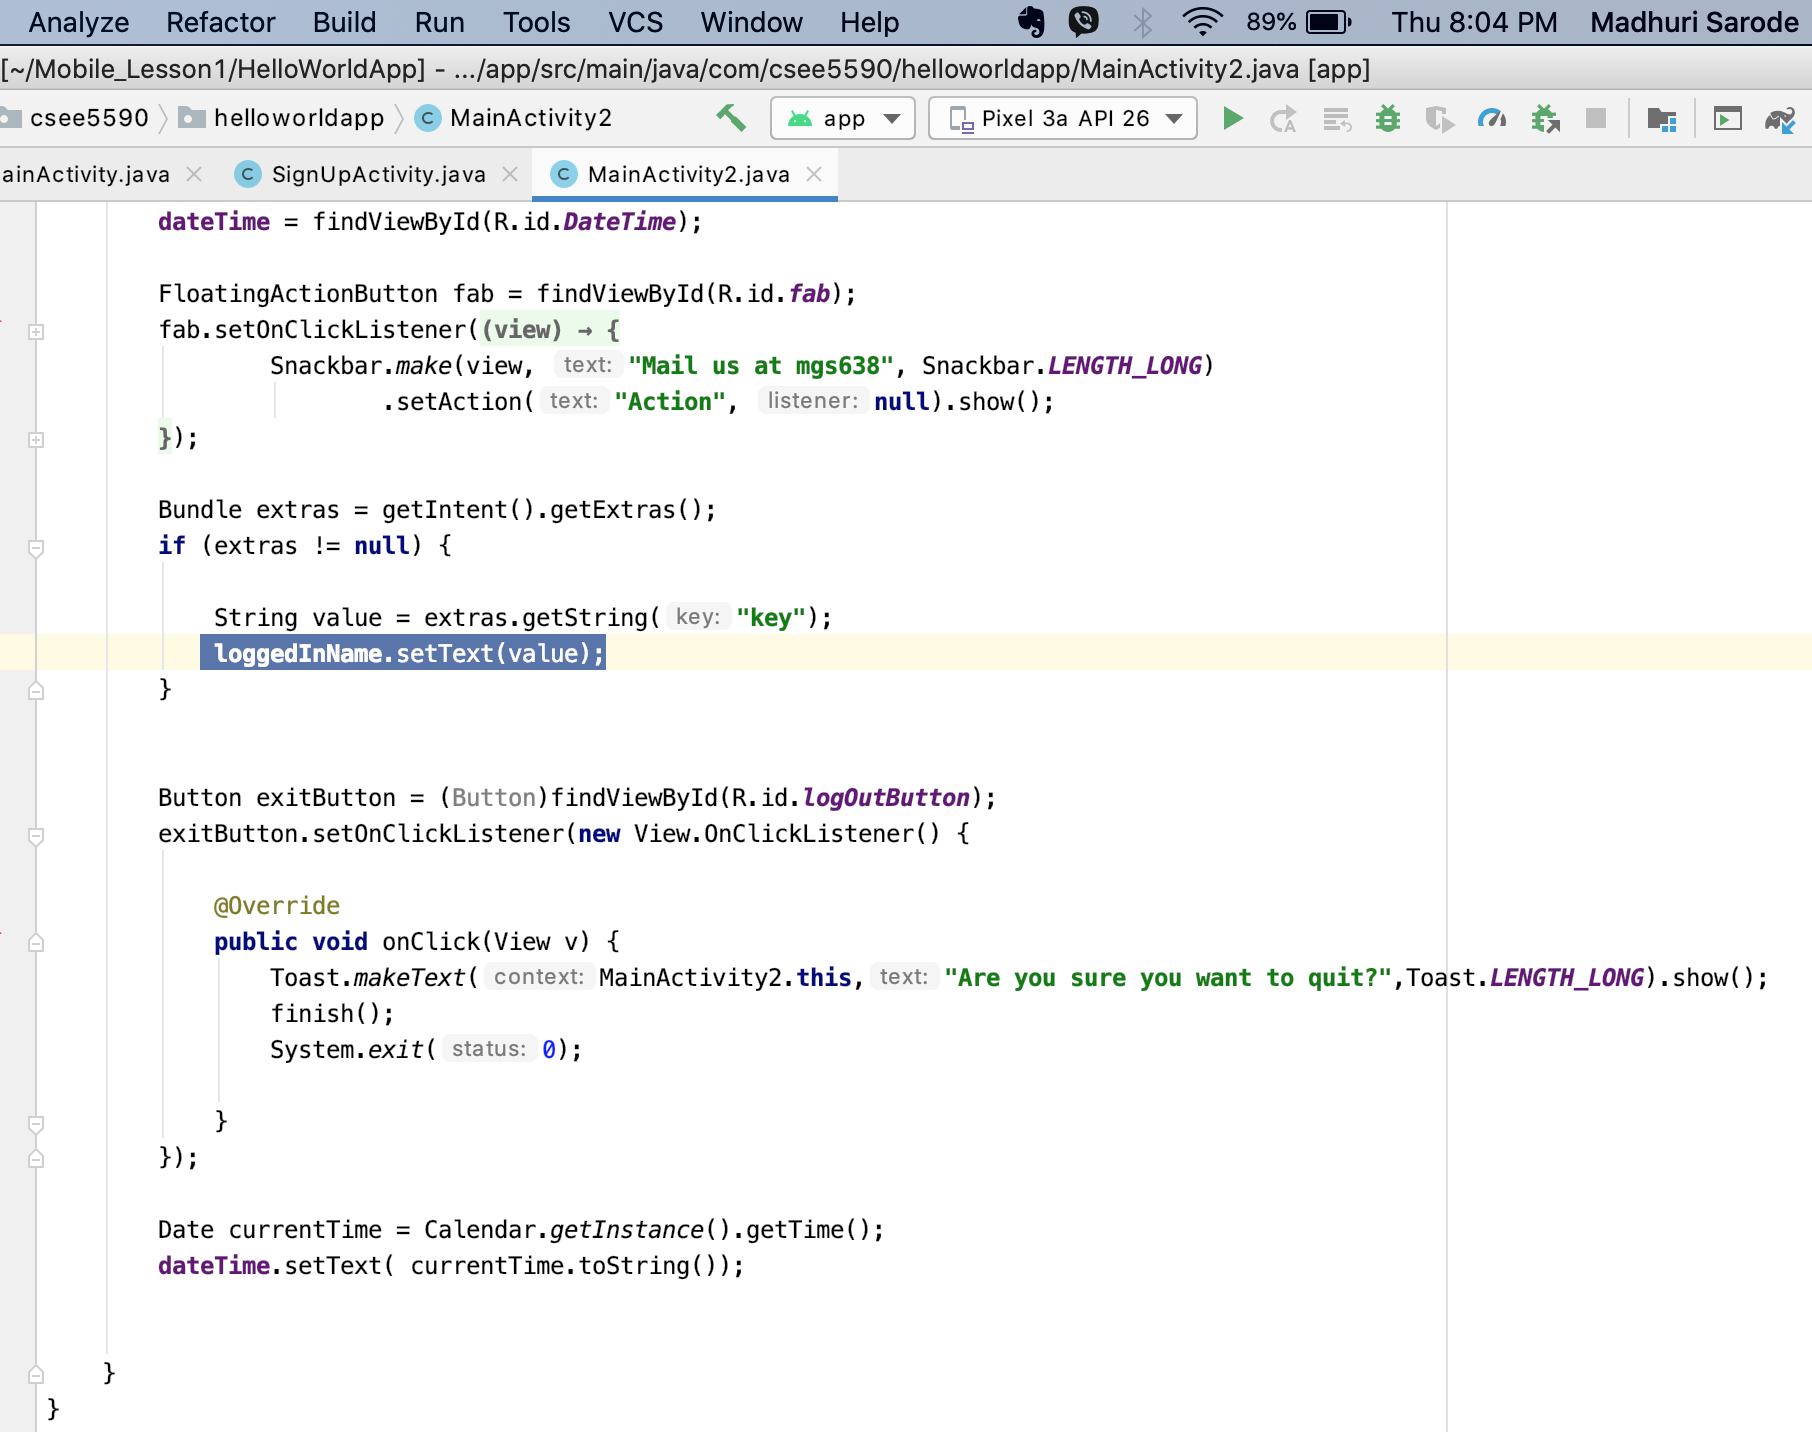 Analyze Refactor Build Run Tools VCS Window Help 89% Thu 8:04 PM Madhuri Sarode
[~/Mobile_Lesson1/HelloWorldApp] - .../app/src/main/java/com/csee5590/helloworldapp/MainActivity2.java [app]
csee5590 helloworldapp C MainActivity2 app Pixel 3a API 26
ainActivity.java C SignUpActivity.java C MainActivity2.java
dateTime = findViewById(R.id.DateTime);
FloatingActionButton fab = findViewById(R.id.fab);
fab.setOnClickListener((view) → {
Snackbar.make(view, text: "Mail us at mgs638", Snackbar.LENGTH_LONG)
.setAction( text: "Action", listener: null).show();
});
Bundle extras = getIntent().getExtras();
if (extras != null) {
String value = extras.getString( key: "key");
loggedInName.setText(value);
}
Button exitButton = (Button)findViewById(R.id.logOutButton);
exitButton.setOnClickListener(new View.OnClickListener() {
@Override
public void onClick(View v) {
Toast.makeText( context: MainActivity2.this, text: "Are you sure you want to quit?",Toast.LENGTH_LONG).show();
finish();
System.exit( status: 0);
}
});
Date currentTime = Calendar.getInstance().getTime();
dateTime.setText( currentTime.toString());
}
}